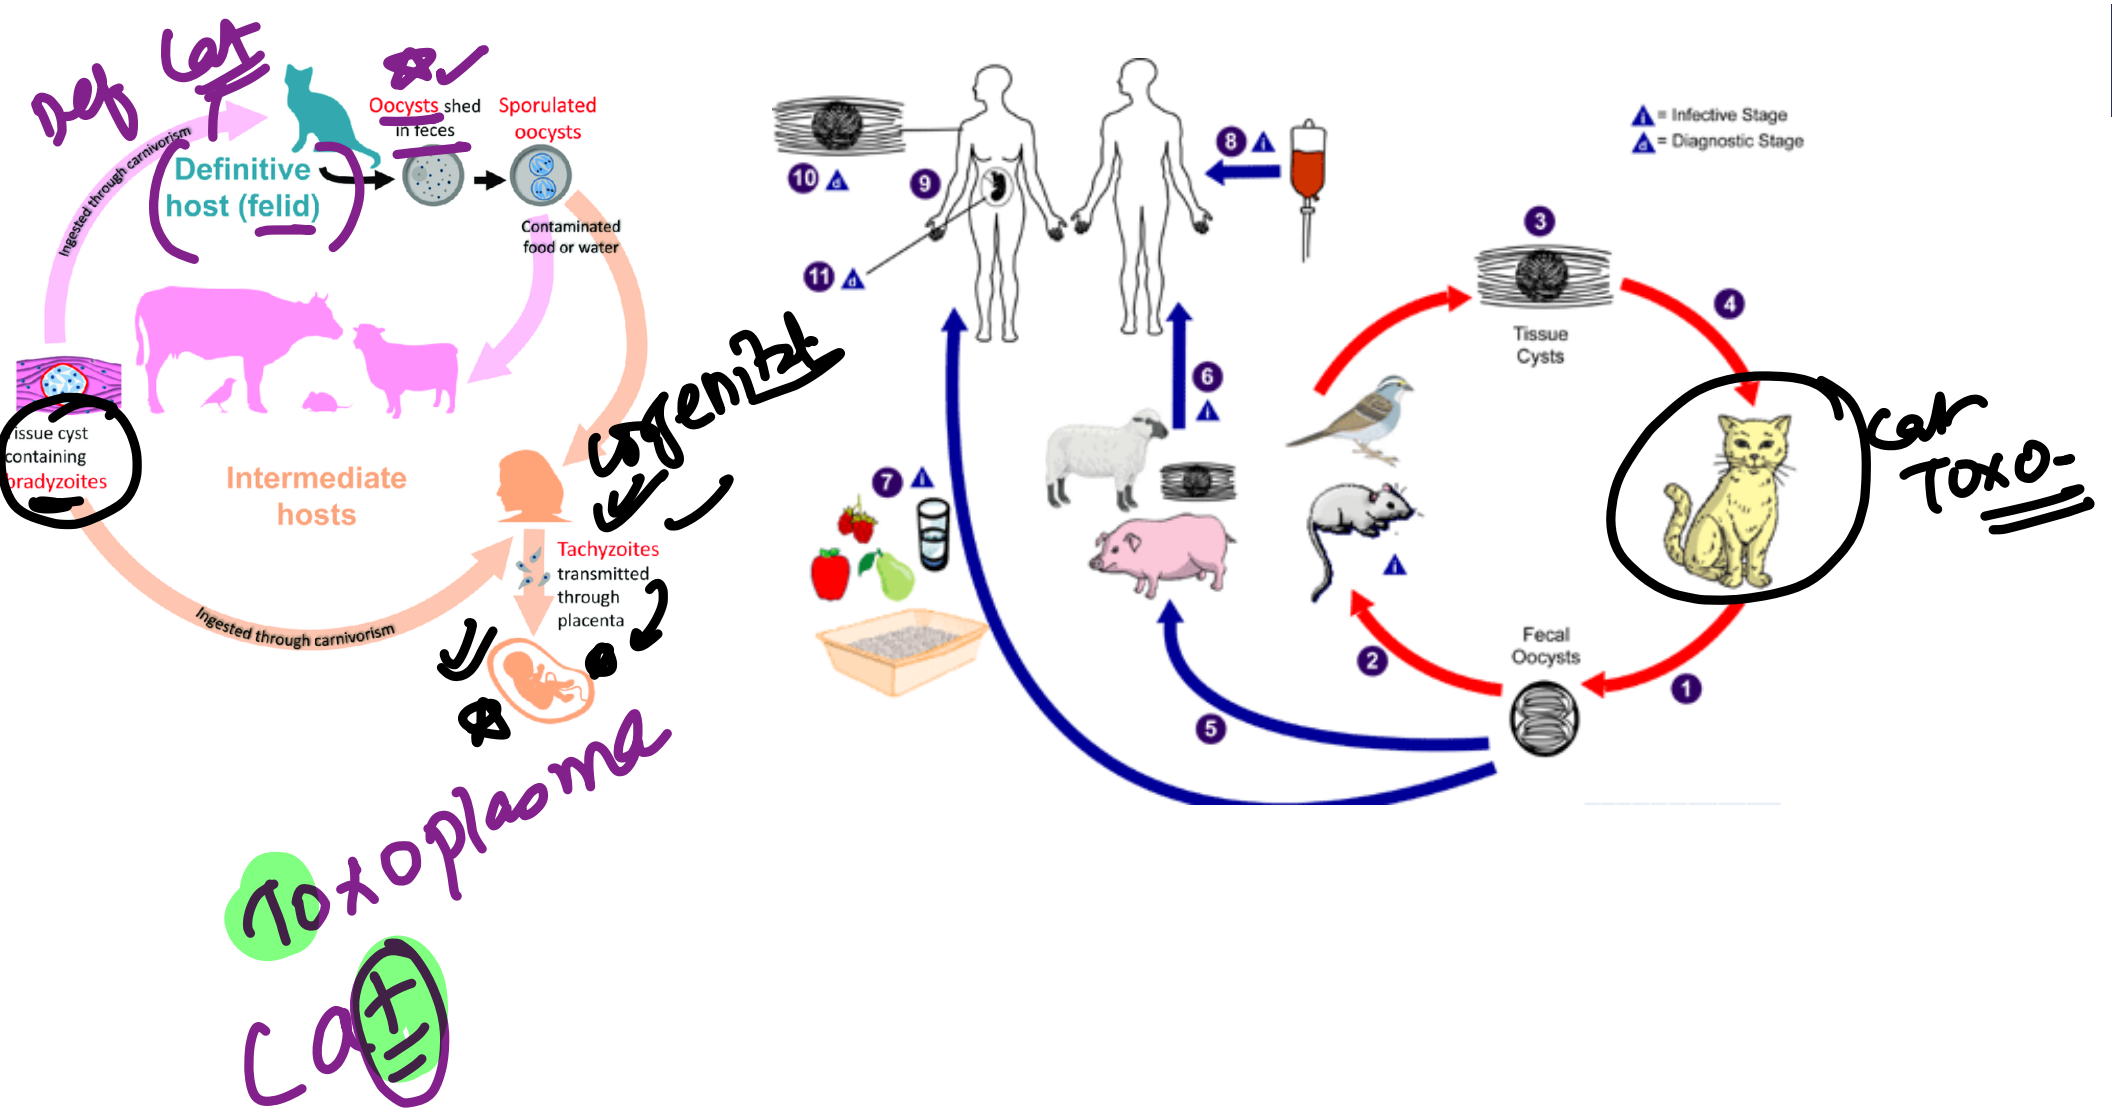 Def Cat
Oocysts shed
in feces
Sporulated
oocysts
Ingested through carnivorism
Definitive
host (felid)
Contaminated
food or water
Tissue cyst
containing
bradyzoites
Intermediate
hosts
Ingested through carnivorism
Tachyzoites
transmitted
through
placenta
Toxoplasma
Cat
i = Infective Stage
d = Diagnostic Stage
8 i
10 d
9
11 d
3
Tissue
Cysts
4
6
i
7 i
i
Cat
Toxo-
Fecal
Oocysts
2
1
5